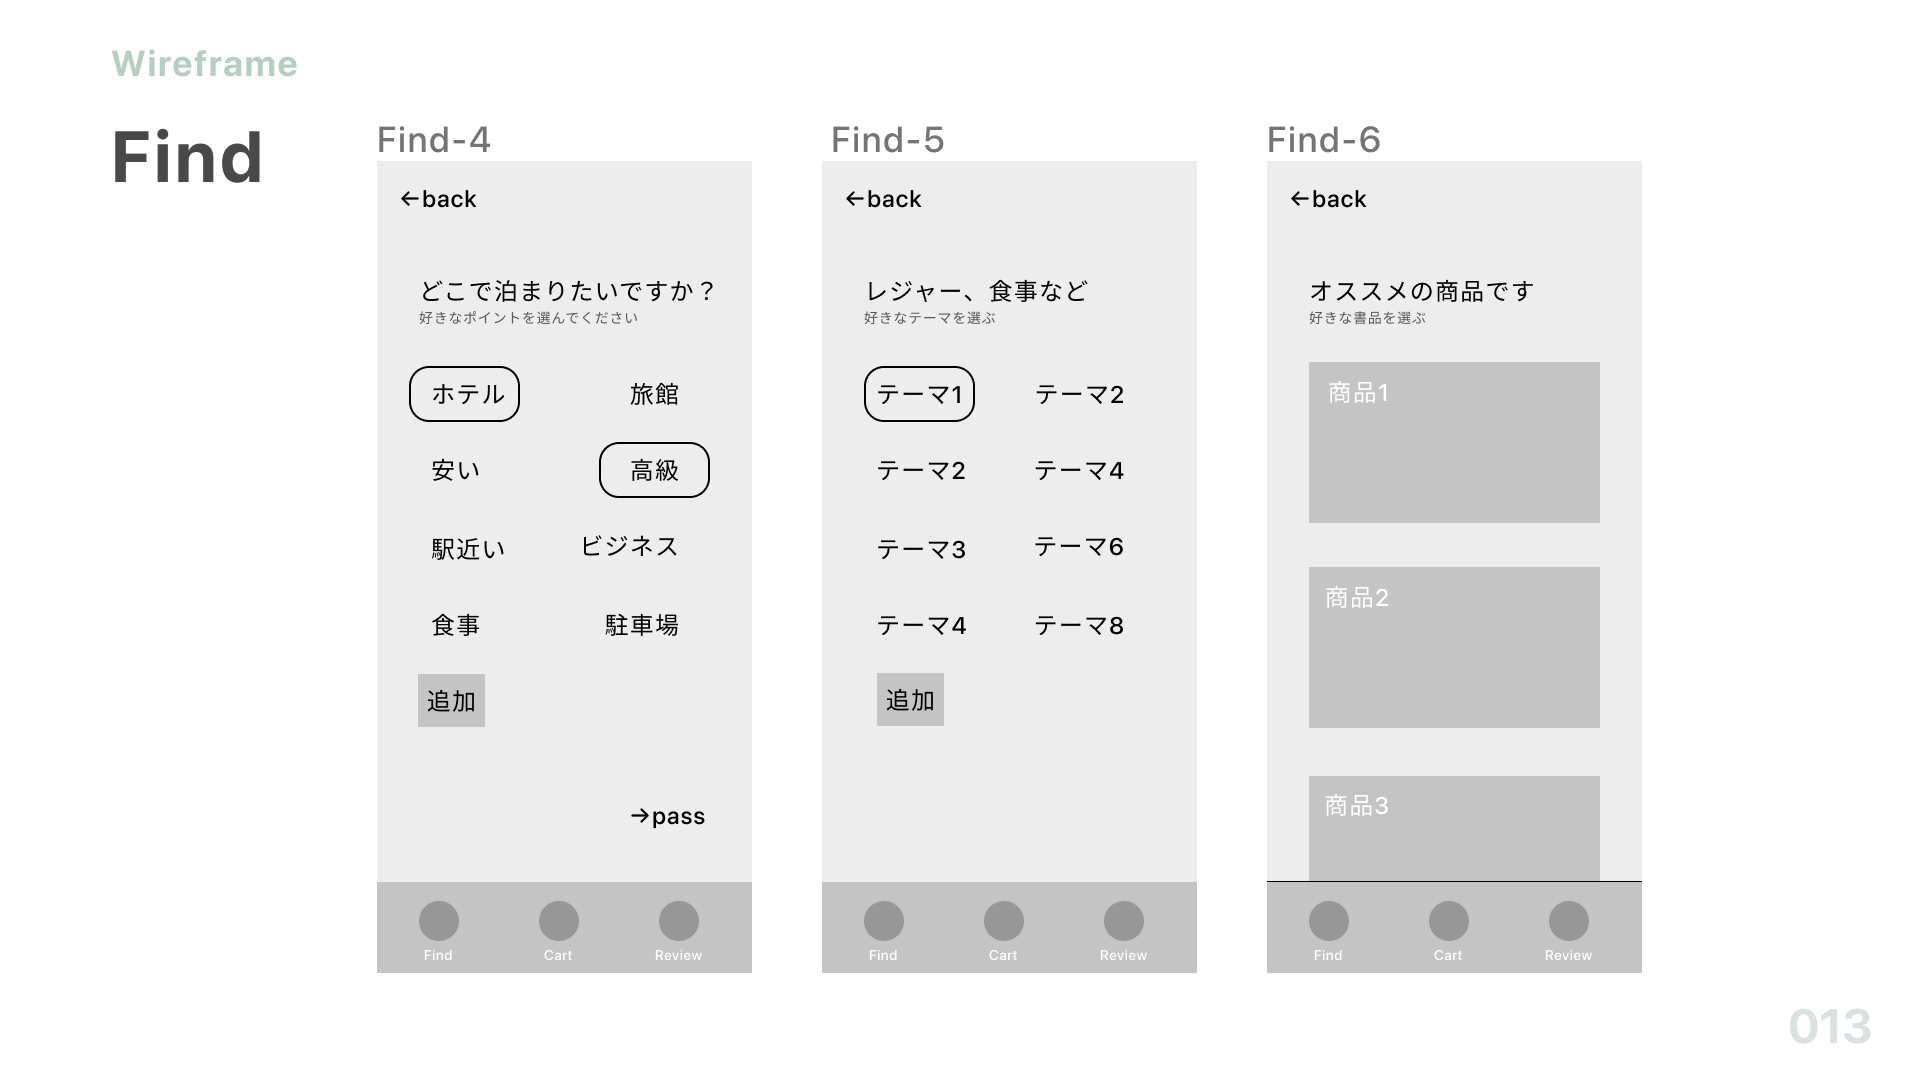 Wireframe
Find
Find-4
←back
どこで泊まりたいですか？
好きなポイントを選んでください
ホテル 旅館
安い 高級
駅近い ビジネス
食事 駐車場
追加
→pass
Find Cart Review
Find-5
←back
レジャー、食事など
好きなテーマを選ぶ
テーマ1 テーマ2
テーマ2 テーマ4
テーマ3 テーマ6
テーマ4 テーマ8
追加
Find Cart Review
Find-6
←back
オススメの商品です
好きな書品を選ぶ
商品1
商品2
商品3
Find Cart Review
013